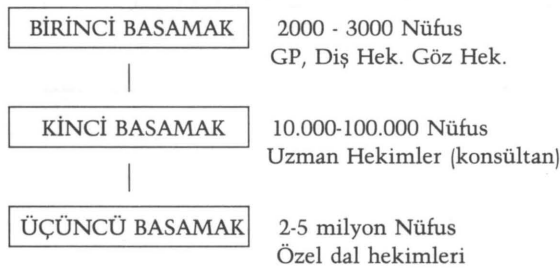 BİRİNCİ BASAMAK
2000 - 3000 Nüfus
GP, Diş Hek. Göz Hek.
KİNCİ BASAMAK
10.000-100.000 Nüfus
Uzman Hekimler (konsültan)
ÜÇÜNCÜ BASAMAK
2-5 milyon Nüfus
Özel dal hekimleri